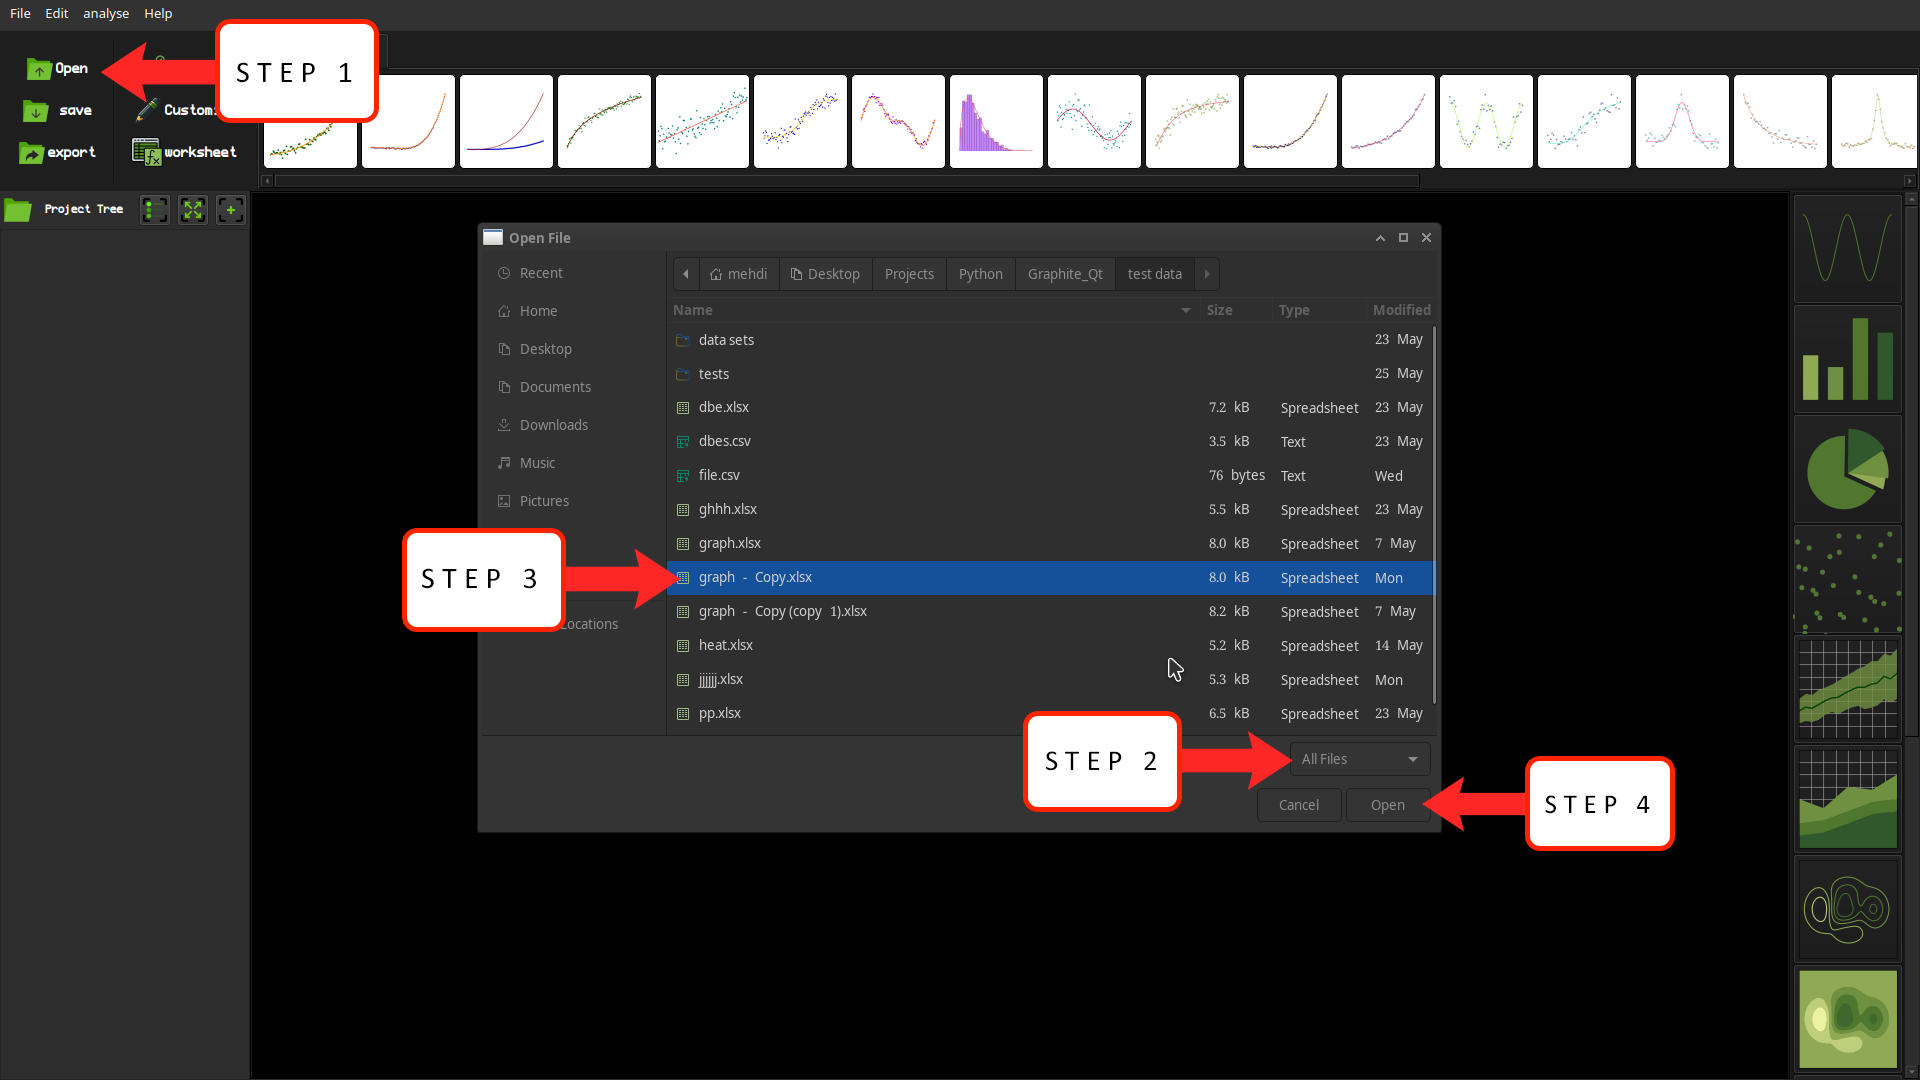 File Edit analyse Help
Open
STEP 1
save
Custom
export
worksheet
Project Tree
Open File
Recent
Home
Desktop
Documents
Downloads
Music
Pictures
Locations
mehdi Desktop Projects Python Graphite_Qt test data
Name Size Type Modified
data sets 23 May
tests 25 May
dbe.xlsx 7.2 kB Spreadsheet 23 May
dbes.csv 3.5 kB Text 23 May
file.csv 76 bytes Text Wed
ghhh.xlsx 5.5 kB Spreadsheet 23 May
graph.xlsx 8.0 kB Spreadsheet 7 May
STEP 3
graph - Copy.xlsx 8.0 kB Spreadsheet Mon
graph - Copy (copy 1).xlsx 8.2 kB Spreadsheet 7 May
heat.xlsx 5.2 kB Spreadsheet 14 May
jjjjjj.xlsx 5.3 kB Spreadsheet Mon
pp.xlsx 6.5 kB Spreadsheet 23 May
STEP 2
All Files
Cancel Open
STEP 4